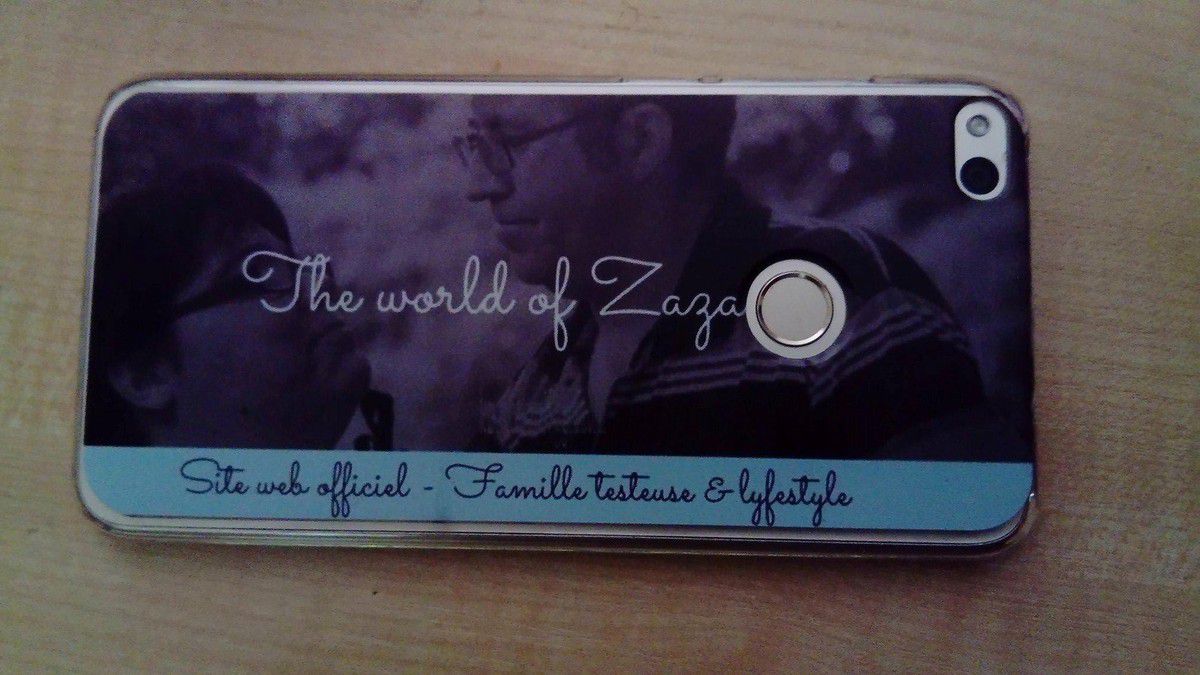 The world of Zaza
Site web officiel - Famille testeuse & lyfestyle